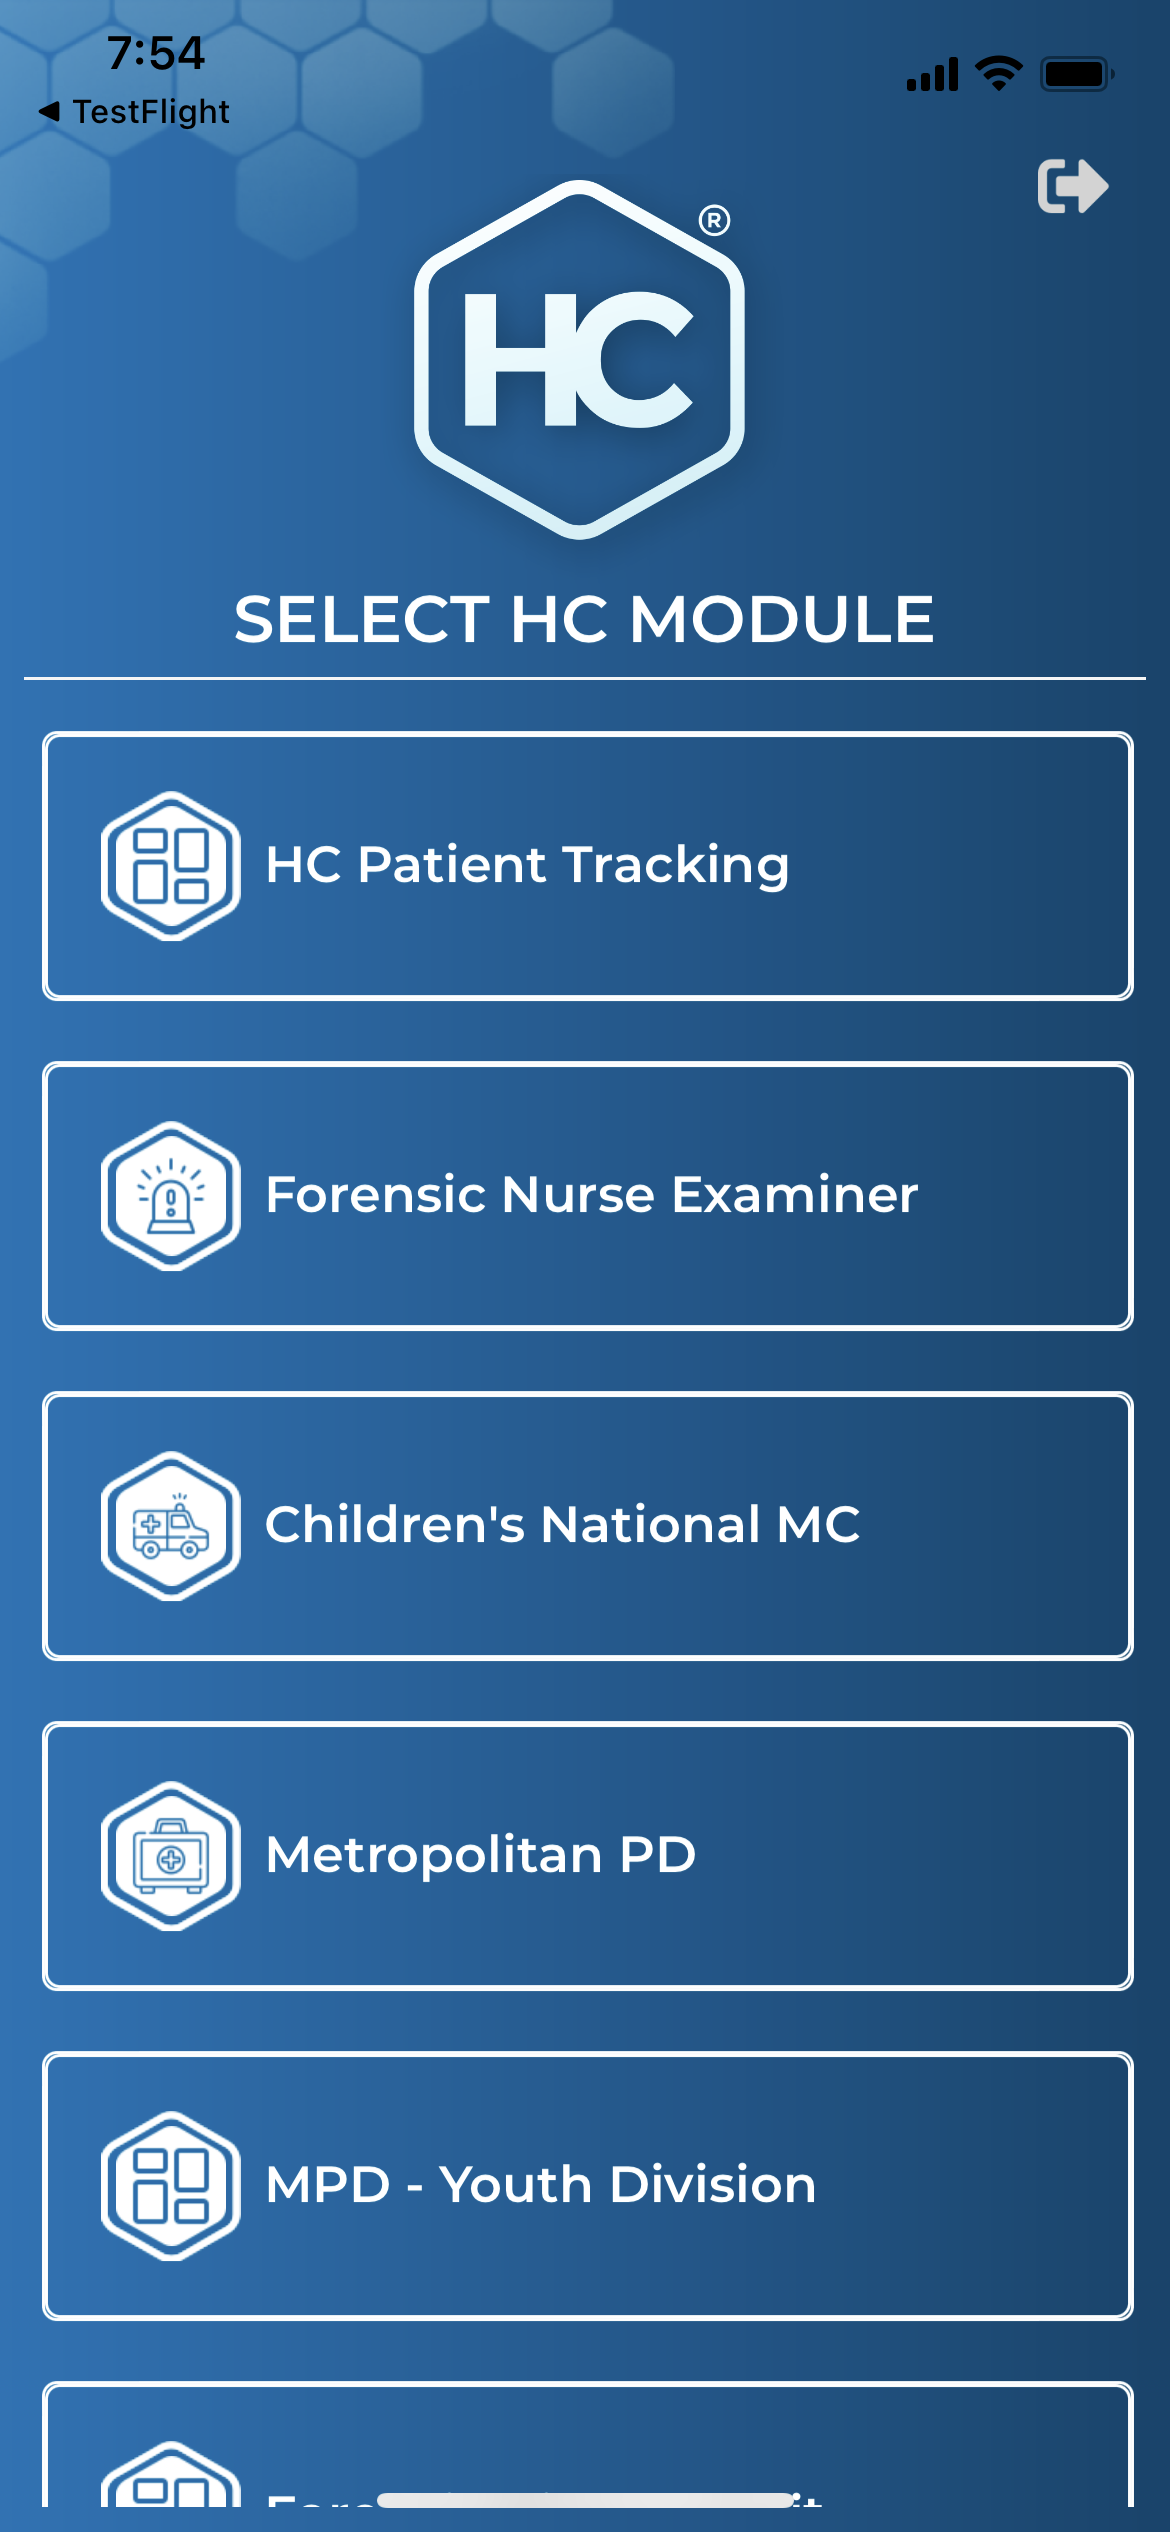 7:54
◀ TestFlight
HC®
SELECT HC MODULE
HC Patient Tracking
Forensic Nurse Examiner
Children's National MC
Metropolitan PD
MPD - Youth Division